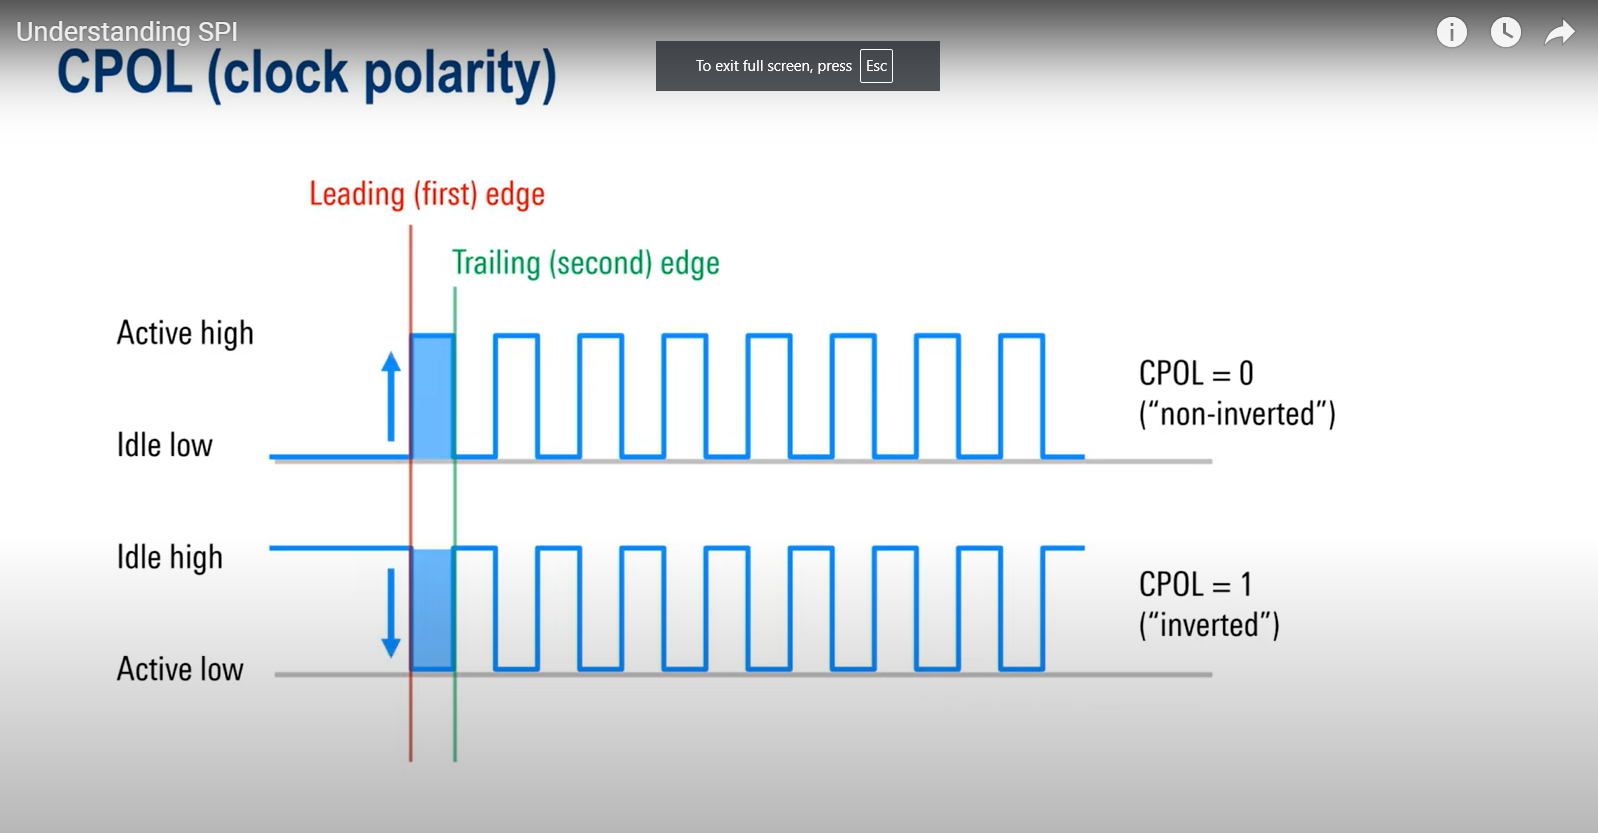 Understanding SPI
CPOL (clock polarity)
To exit full screen, press Esc
Leading (first) edge
Trailing (second) edge
Active high
Idle low
CPOL = 0
(“non-inverted”)
Idle high
Active low
CPOL = 1
(“inverted”)